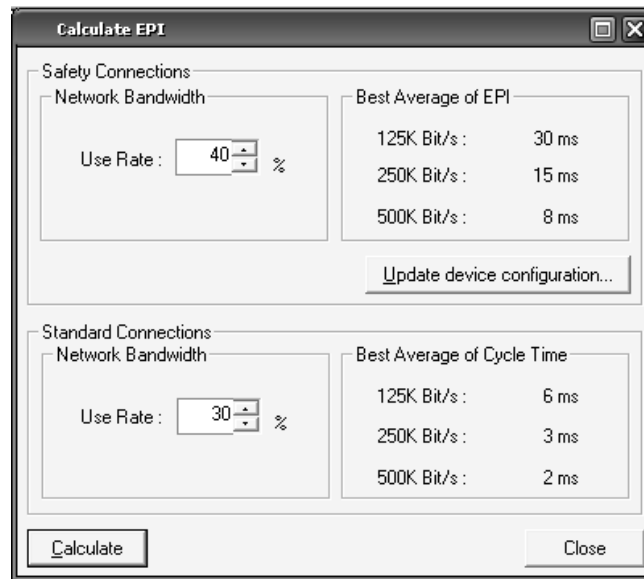 Calculate EPI
Safety Connections
Network Bandwidth
Use Rate : 40 %
Best Average of EPI
125K Bit/s : 30 ms
250K Bit/s : 15 ms
500K Bit/s : 8 ms
Update device configuration...
Standard Connections
Network Bandwidth
Use Rate : 30 %
Best Average of Cycle Time
125K Bit/s : 6 ms
250K Bit/s : 3 ms
500K Bit/s : 2 ms
Calculate
Close